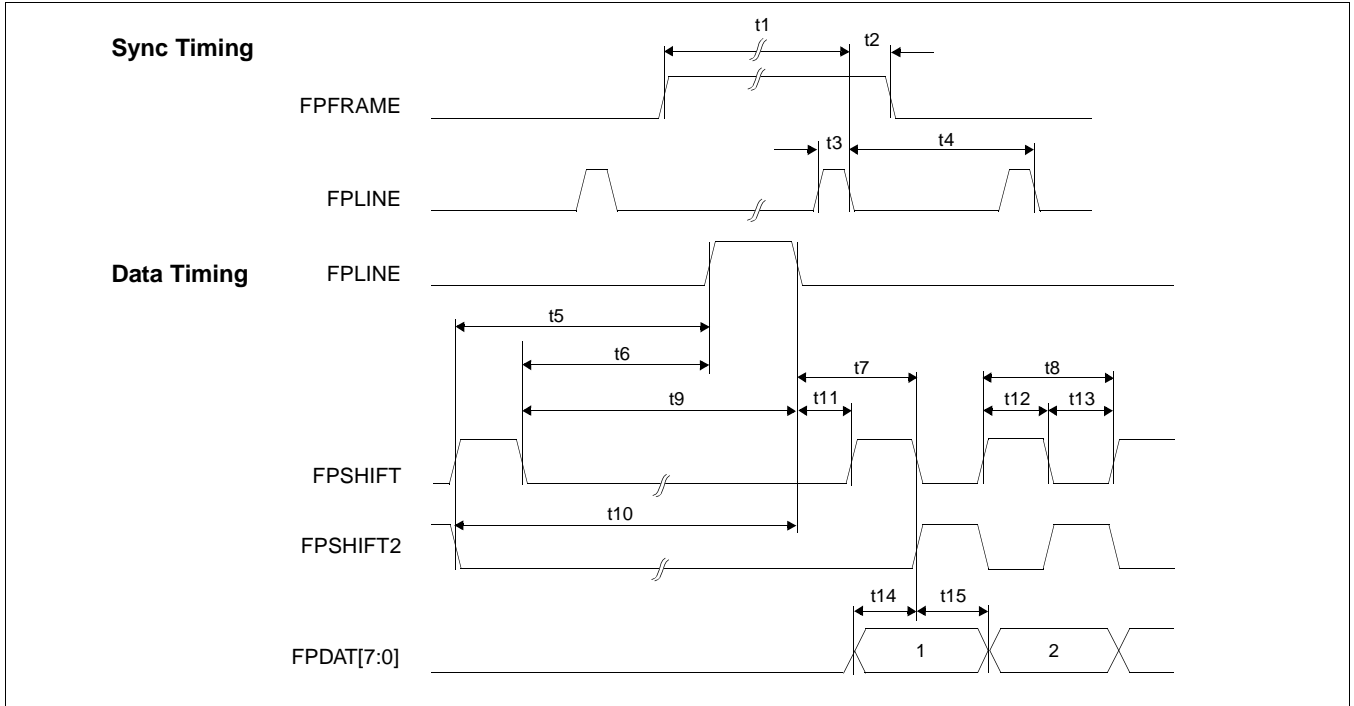 Sync Timing
t1
t2
FPFRAME
t3
t4
FPLINE
Data Timing
FPLINE
t5
t6
t7
t8
t9
t11
t12
t13
FPSHIFT
t10
FPSHIFT2
t14
t15
FPDAT[7:0]
1
2